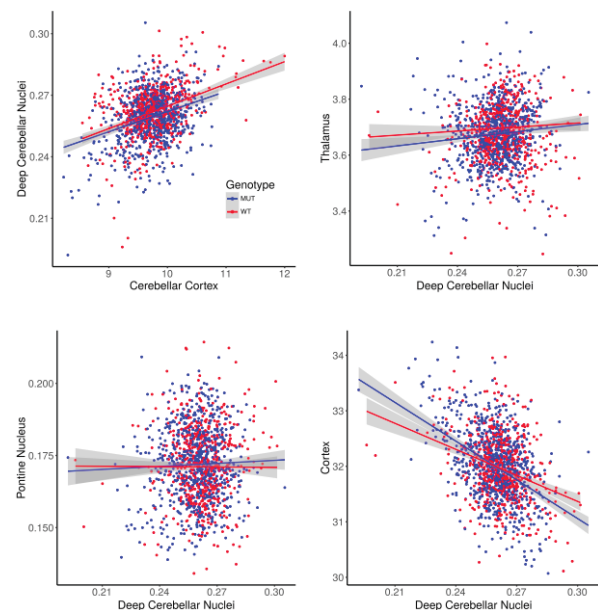 0.30
0.27
0.24
0.21
Deep Cerebellar Nuclei
Genotype
MUT
WT
9
10
11
12
Cerebellar Cortex
4.0
3.8
3.6
3.4
Thalamus
0.21
0.24
0.27
0.30
Deep Cerebellar Nuclei
0.200
0.175
0.150
Pontine Nucleus
0.21
0.24
0.27
0.30
Deep Cerebellar Nuclei
34
33
32
31
30
Cortex
0.21
0.24
0.27
0.30
Deep Cerebellar Nuclei